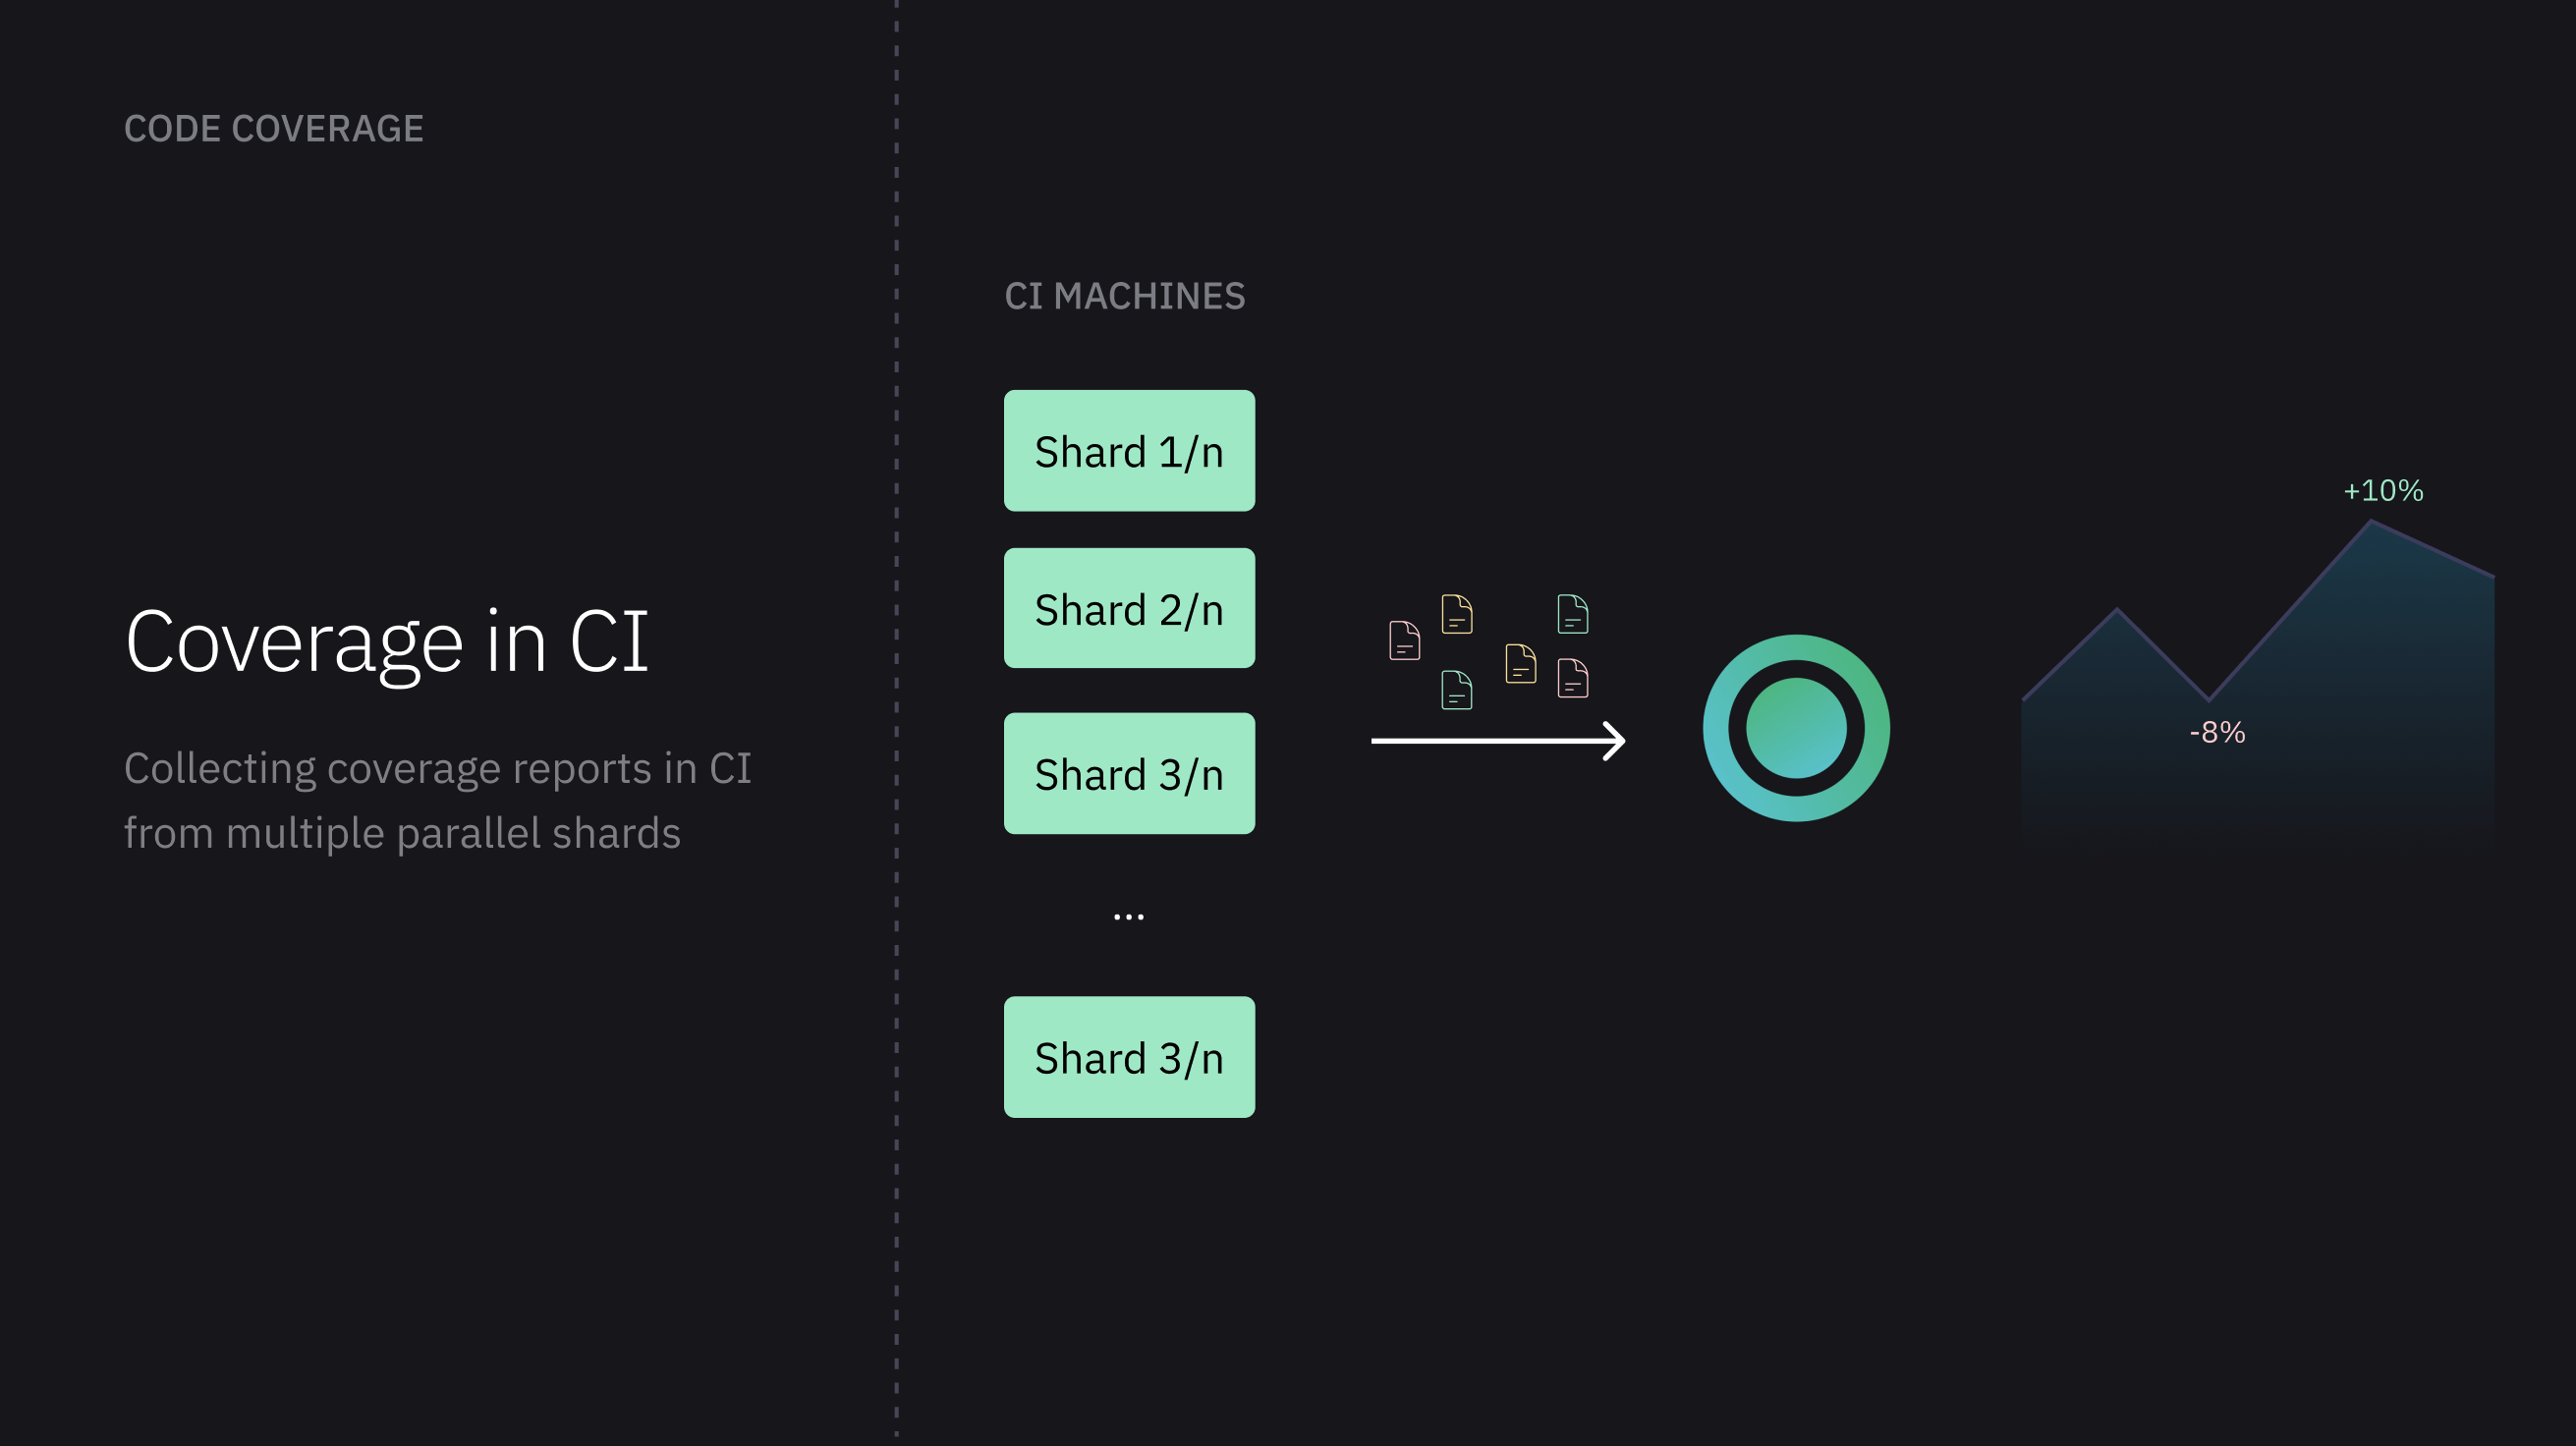 CODE COVERAGE
Coverage in CI
Collecting coverage reports in CI
from multiple parallel shards
CI MACHINES
Shard 1/n
Shard 2/n
Shard 3/n
...
Shard 3/n
+10%
-8%